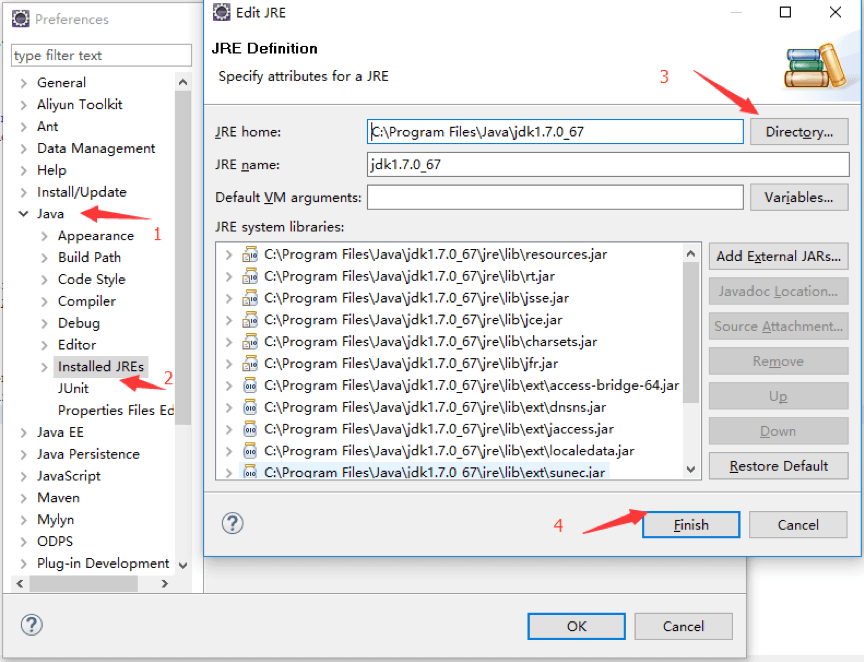 Preferences
type filter text
General
Aliyun Toolkit
Ant
Data Management
Help
Install/Update
Java
1
Appearance
Build Path
Code Style
Compiler
Debug
Editor
Installed JREs
2
JUnit
Properties Files Ed
Java EE
Java Persistence
JavaScript
Maven
Mylyn
ODPS
Plug-in Development
OK
Cancel
Edit JRE
JRE Definition
Specify attributes for a JRE
3
JRE home:
C:\Program Files\Java\jdk1.7.0_67
Directory...
JRE name:
jdk1.7.0_67
Default VM arguments:
Variables...
JRE system libraries:
C:\Program Files\Java\jdk1.7.0_67\jre\lib\resources.jar
C:\Program Files\Java\jdk1.7.0_67\jre\lib\rt.jar
C:\Program Files\Java\jdk1.7.0_67\jre\lib\jsse.jar
C:\Program Files\Java\jdk1.7.0_67\jre\lib\jce.jar
C:\Program Files\Java\jdk1.7.0_67\jre\lib\charsets.jar
C:\Program Files\Java\jdk1.7.0_67\jre\lib\jfr.jar
C:\Program Files\Java\jdk1.7.0_67\jre\lib\ext\access-bridge-64.jar
C:\Program Files\Java\jdk1.7.0_67\jre\lib\ext\dnsns.jar
C:\Program Files\Java\jdk1.7.0_67\jre\lib\ext\jaccess.jar
C:\Program Files\Java\jdk1.7.0_67\jre\lib\ext\localedata.jar
C:\Program Files\Java\jdk1.7.0_67\jre\lib\ext\sunec.jar
Add External JARs...
Javadoc Location...
Source Attachment...
Remove
Up
Down
Restore Default
4
Finish
Cancel